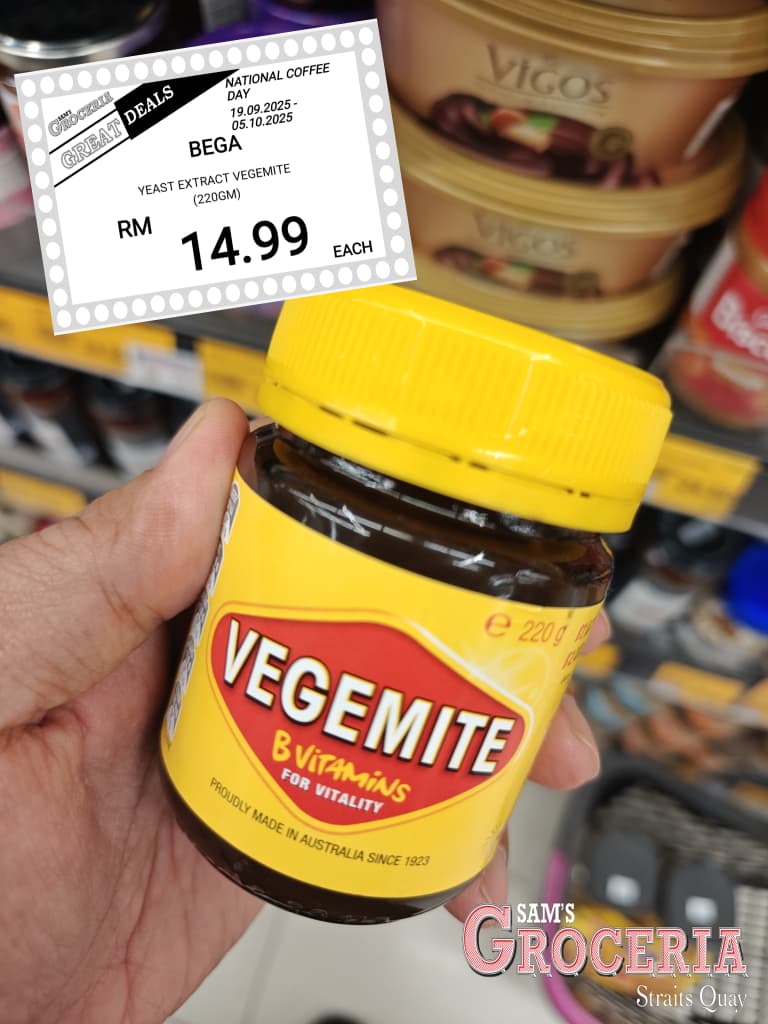 SAM'S
GROCERIA
GREAT DEALS
NATIONAL COFFEE
DAY
19.09.2025 -
05.10.2025
BEGA
YEAST EXTRACT VEGEMITE
(220GM)
RM 14.99 EACH
VIGOS
VIGOS
e 220 g
VEGEMITE
B VITAMINS
FOR VITALITY
PROUDLY MADE IN AUSTRALIA SINCE 1923
SAM'S
GROCERIA
Straits Quay